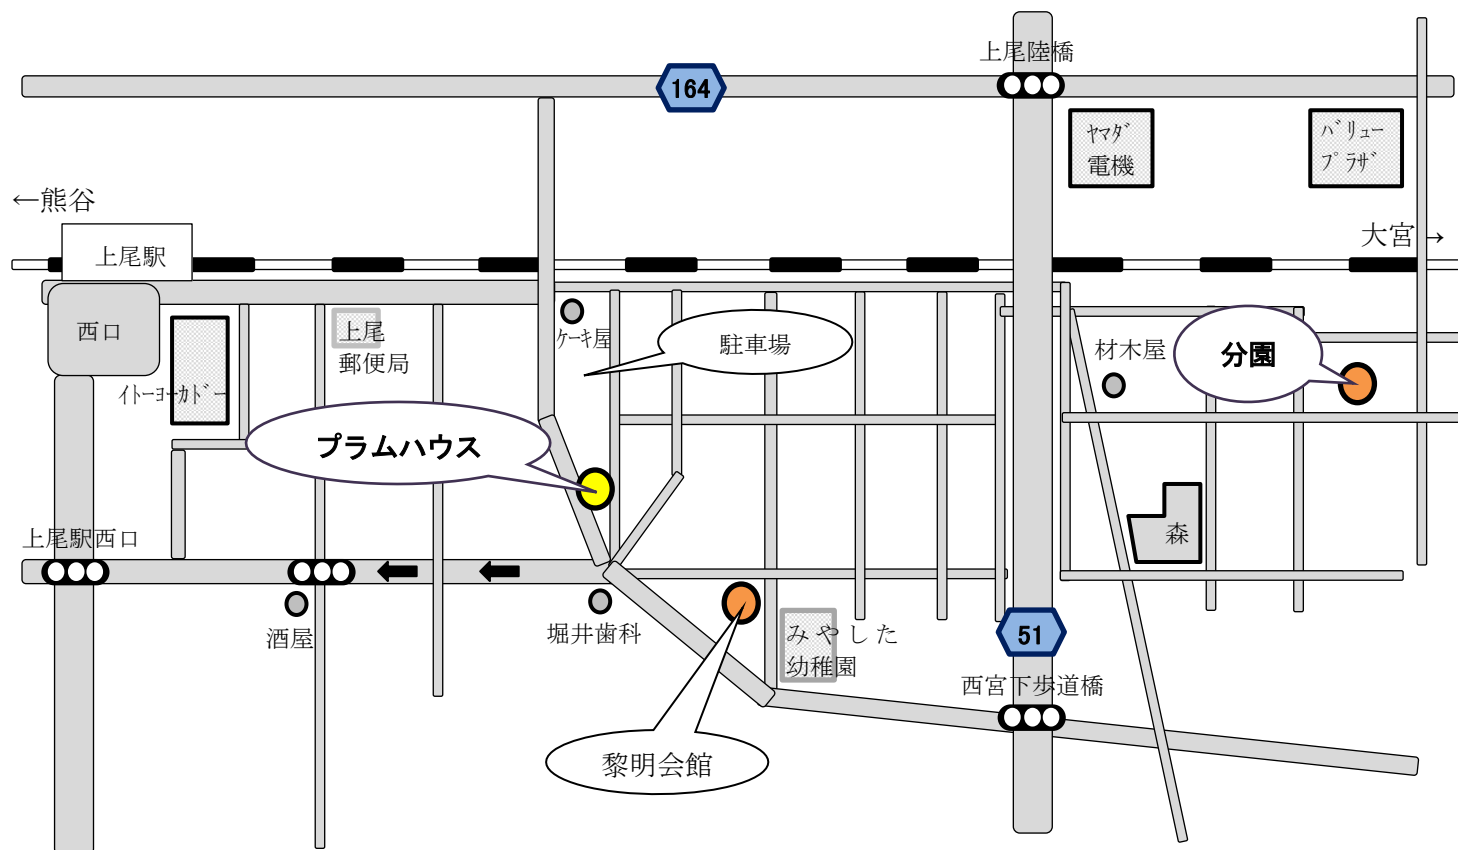 上尾陸橋
164
ﾔﾏﾀﾞ
電機
ﾊﾞﾘｭｰ
ﾌﾟﾗｻﾞ
←熊谷
大宮→
上尾駅
西口
ｲﾄｰﾖｰｶﾄﾞｰ
上尾
郵便局
ｹｰｷ屋
駐車場
材木屋
分園
プラムハウス
森
上尾駅西口
酒屋
堀井歯科
みやした
幼稚園
51
西宮下歩道橋
黎明会館